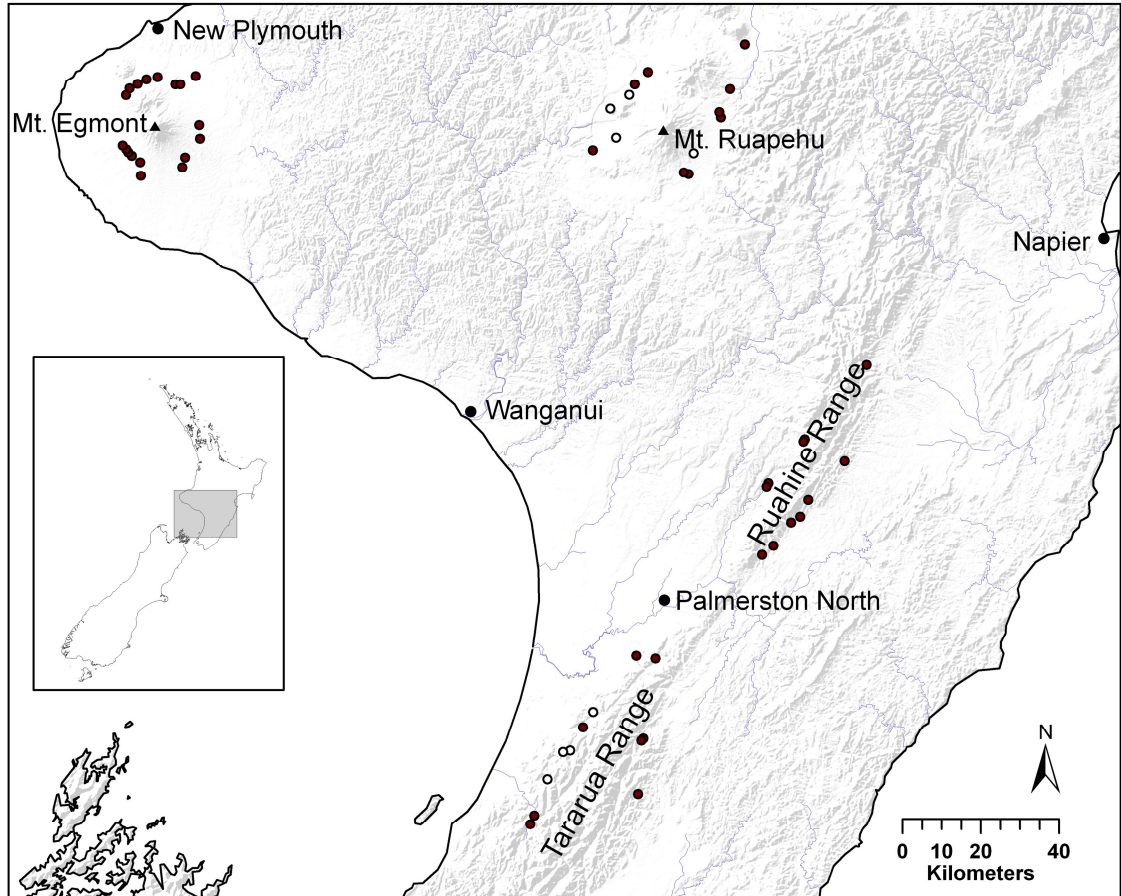 New Plymouth
Mt. Egmont
Mt. Ruapehu
Napier
Wanganui
Ruahine Range
Palmerston North
Tararua Range
N
0 10 20 40
Kilometers